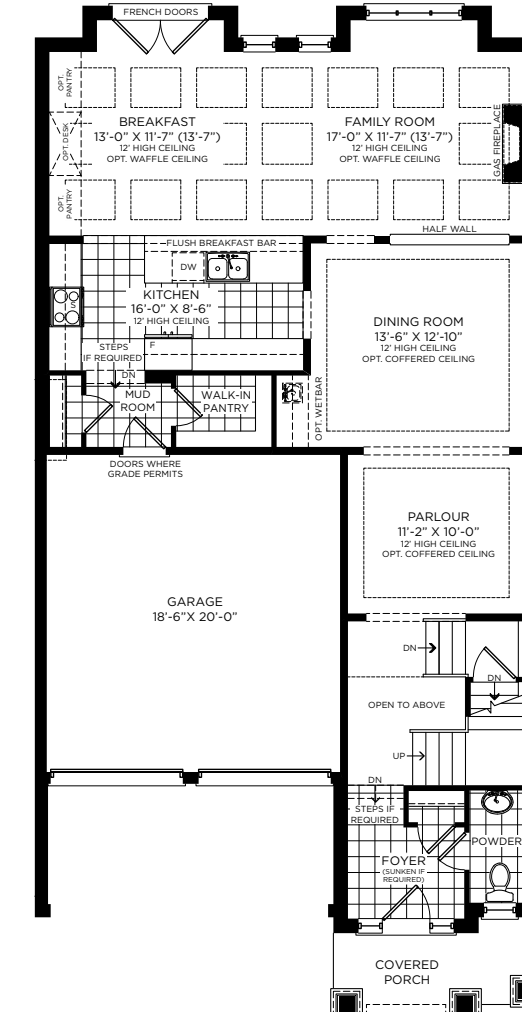 FRENCH DOORS
OPT.
PANTRY
BREAKFAST
13'-0" X 11'-7" (13'-7")
12' HIGH CEILING
OPT. WAFFLE CEILING
FAMILY ROOM
17'-0" X 11'-7" (13'-7")
12' HIGH CEILING
OPT. WAFFLE CEILING
GAS FIREPLACE
OPT. DESK
OPT.
PANTRY
HALF WALL
FLUSH BREAKFAST BAR
DW
KITCHEN
16'-0" X 8'-6"
12' HIGH CEILING
S
F
STEPS
IF REQUIRED
DN
MUD
ROOM
WALK-IN
PANTRY
OPT. WETBAR
DINING ROOM
13'-6" X 12'-10"
12' HIGH CEILING
OPT. COFFERED CEILING
DOORS WHERE
GRADE PERMITS
PARLOUR
11'-2" X 10'-0"
12' HIGH CEILING
OPT. COFFERED CEILING
GARAGE
18'-6" X 20'-0"
DN
DN
OPEN TO ABOVE
UP
DN
STEPS IF
REQUIRED
POWDER
FOYER
(SUNKEN IF
REQUIRED)
COVERED
PORCH